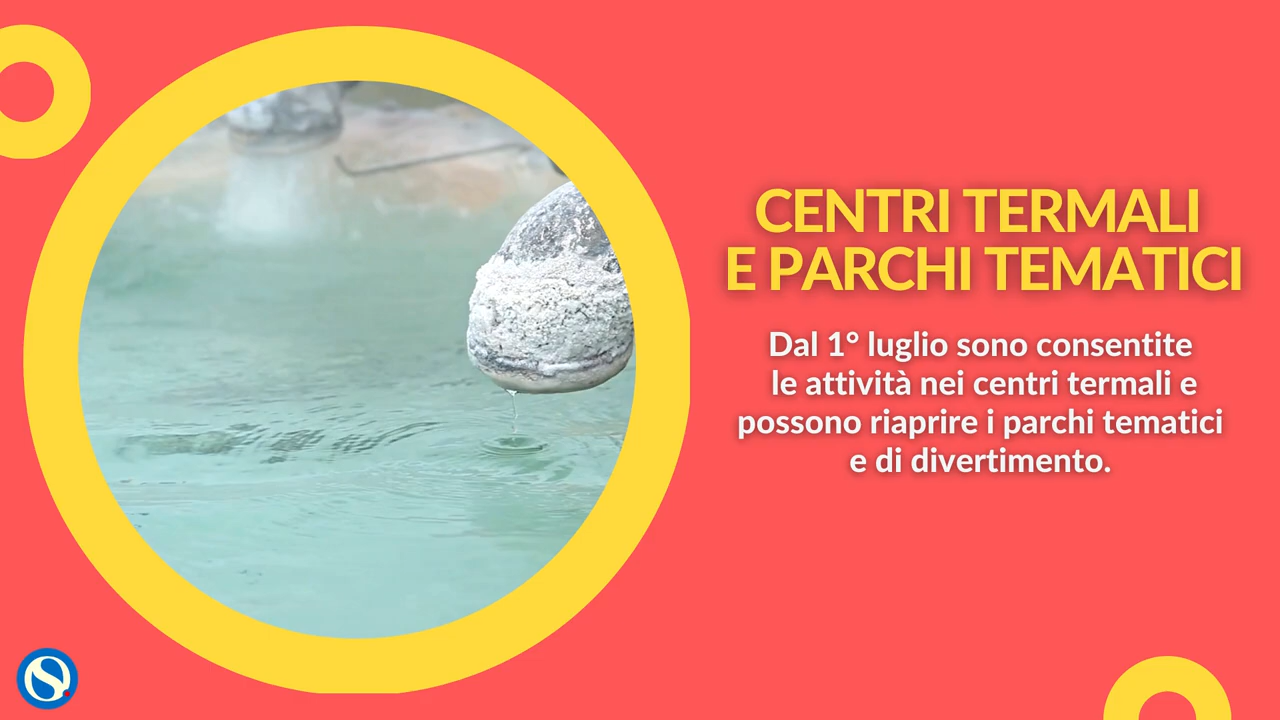 CENTRI TERMALI
E PARCHI TEMATICI
Dal 1° luglio sono consentite
le attività nei centri termali e
possono riaprire i parchi tematici
e di divertimento.
S